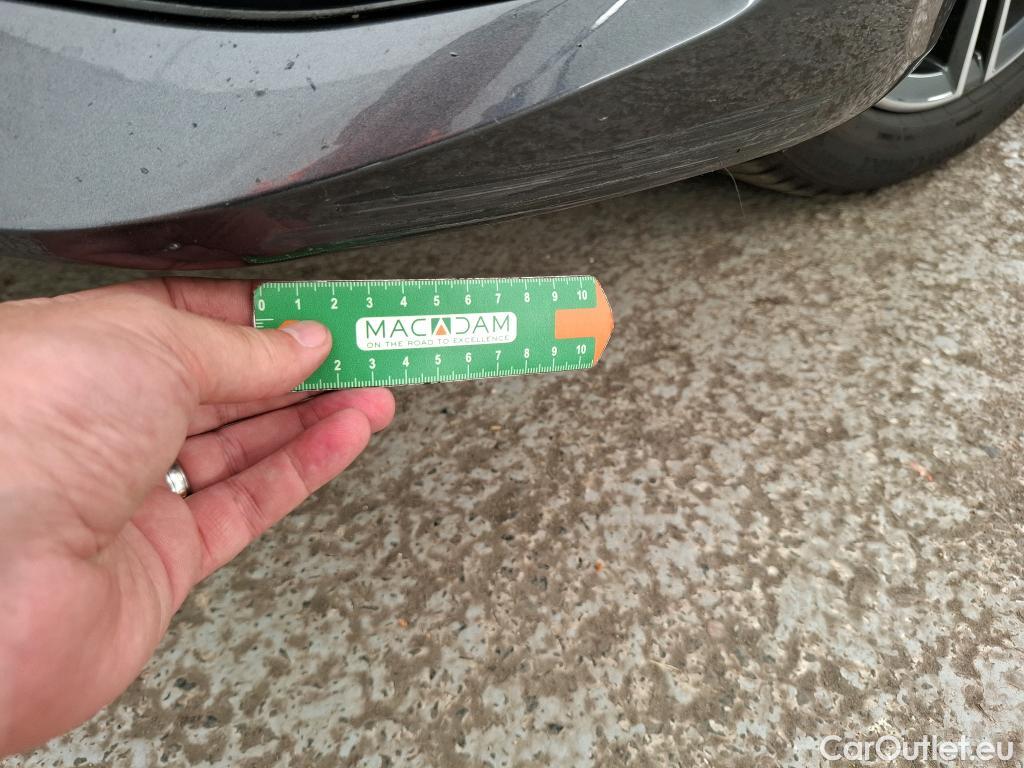 0 1 2 3 4 5 6 7 8 9 10
MACADAM
ON THE ROAD TO EXCELLENCE
2 3 4 5 6 7 8 9 10
CarOutlet.eu